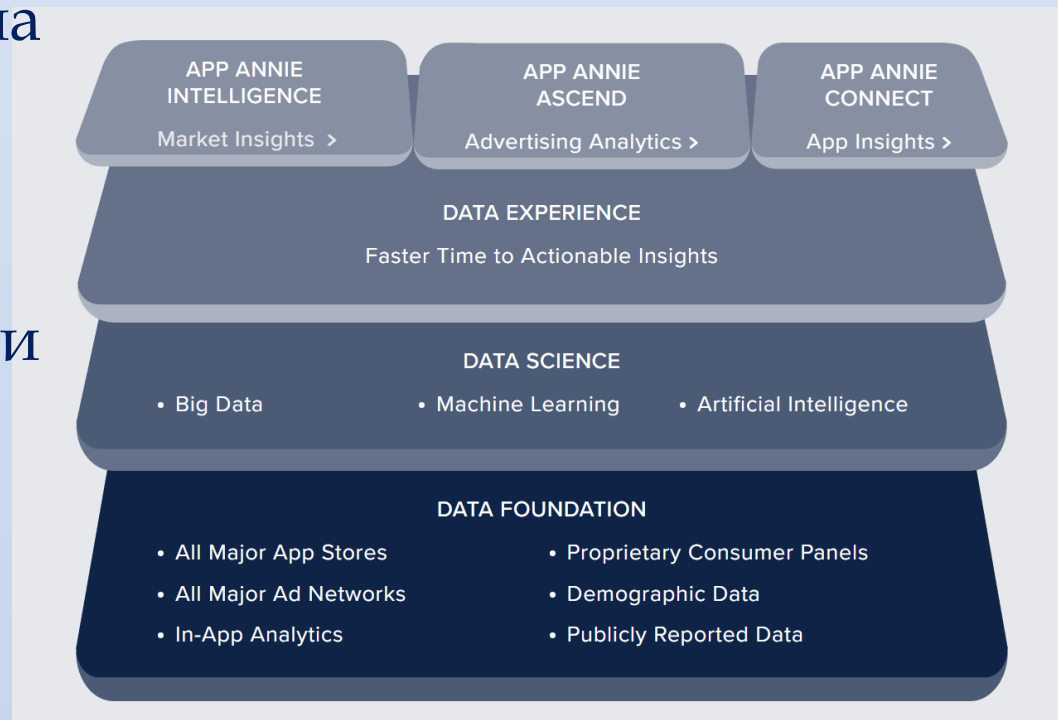 APP ANNIE
INTELLIGENCE
Market Insights >
APP ANNIE
ASCEND
Advertising Analytics >
APP ANNIE
CONNECT
App Insights >
DATA EXPERIENCE
Faster Time to Actionable Insights
и
DATA SCIENCE
• Big Data • Machine Learning • Artificial Intelligence
DATA FOUNDATION
• All Major App Stores
• All Major Ad Networks
• In-App Analytics
• Proprietary Consumer Panels
• Demographic Data
• Publicly Reported Data